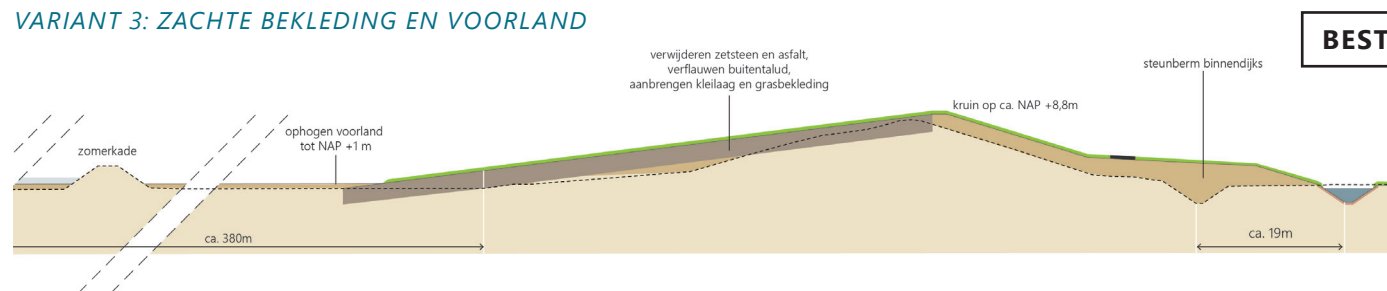 VARIANT 3: ZACHTE BEKLEDING EN VOORLAND
BEST
verwijderen zetsteen en asfalt,
verflauwen buitentalud,
aanbrengen kleilaag en grasbekleding
steunberm binnendijks
kruin op ca. NAP +8,8m
ophogen voorland
tot NAP +1 m
zomerkade
ca. 380m
ca. 19m